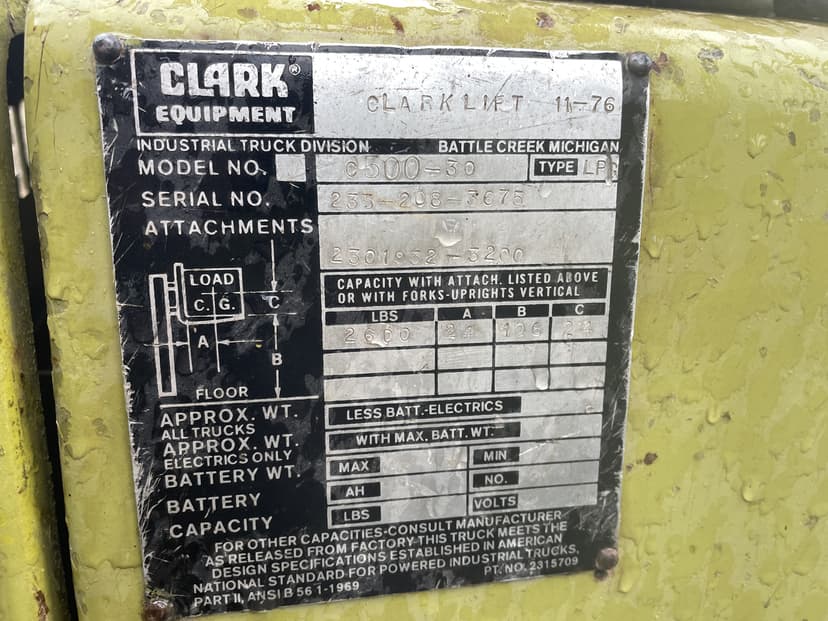 CLARK®
EQUIPMENT
CLARKLIFT 11-76
INDUSTRIAL TRUCK DIVISION BATTLE CREEK MICHIGAN
MODEL NO. C500-30 TYPE LP
SERIAL NO. 235-298-3675
ATTACHMENTS
2301832-3200
LOAD
C. G.
C
A
B
FLOOR
CAPACITY WITH ATTACH. LISTED ABOVE
OR WITH FORKS-UPRIGHTS VERTICAL
LBS A B C
2600 24 196 24
APPROX. WT.
ALL TRUCKS
LESS BATT.-ELECTRICS
APPROX. WT.
ELECTRICS ONLY
WITH MAX. BATT. WT.
BATTERY WT. MAX MIN
BATTERY AH NO.
CAPACITY LBS VOLTS
FOR OTHER CAPACITIES-CONSULT MANUFACTURER
AS RELEASED FROM FACTORY THIS TRUCK MEETS THE
DESIGN SPECIFICATIONS ESTABLISHED IN AMERICAN
NATIONAL STANDARD FOR POWERED INDUSTRIAL TRUCKS,
PART II, ANSI B 56 1-1969 PT. NO. 2315709